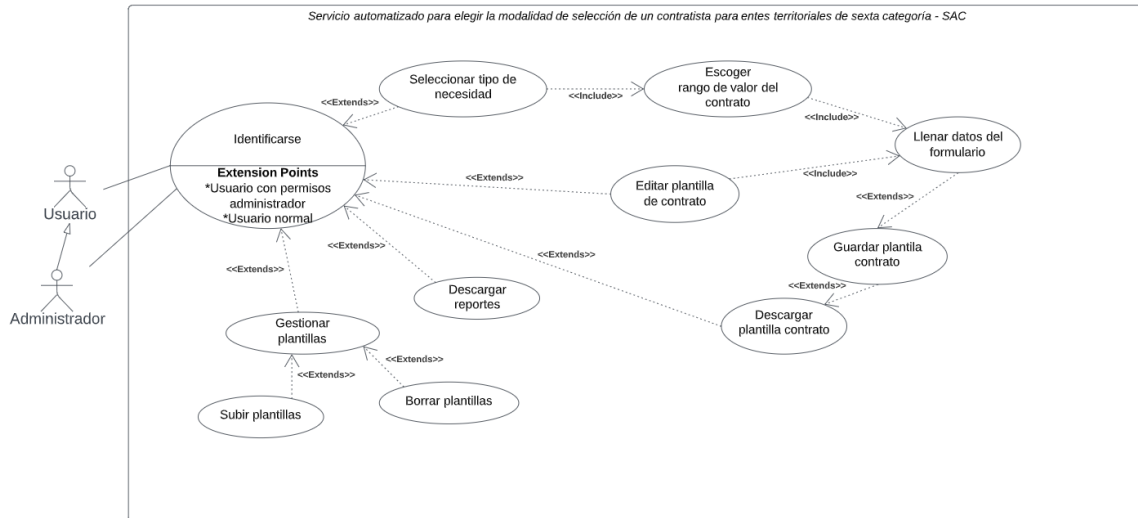 Servicio automatizado para elegir la modalidad de selección de un contratista para entes territoriales de sexta categoría - SAC
Seleccionar tipo de
necesidad
<<Include>>
Escoger
rango de valor del
contrato
<<Extends>>
<<Include>>
Identificarse
Llenar datos del
formulario
Extension Points
*Usuario con permisos
administrador
*Usuario normal
<<Extends>>
Editar plantilla
de contrato
<<Include>>
Usuario
<<Extends>>
<<Extends>>
<<Extends>>
Guardar plantila
contrato
<<Extends>>
<<Extends>>
Administrador
Descargar
reportes
Descargar
plantilla contrato
Gestionar
plantillas
<<Extends>>
<<Extends>>
Subir plantillas
Borrar plantillas